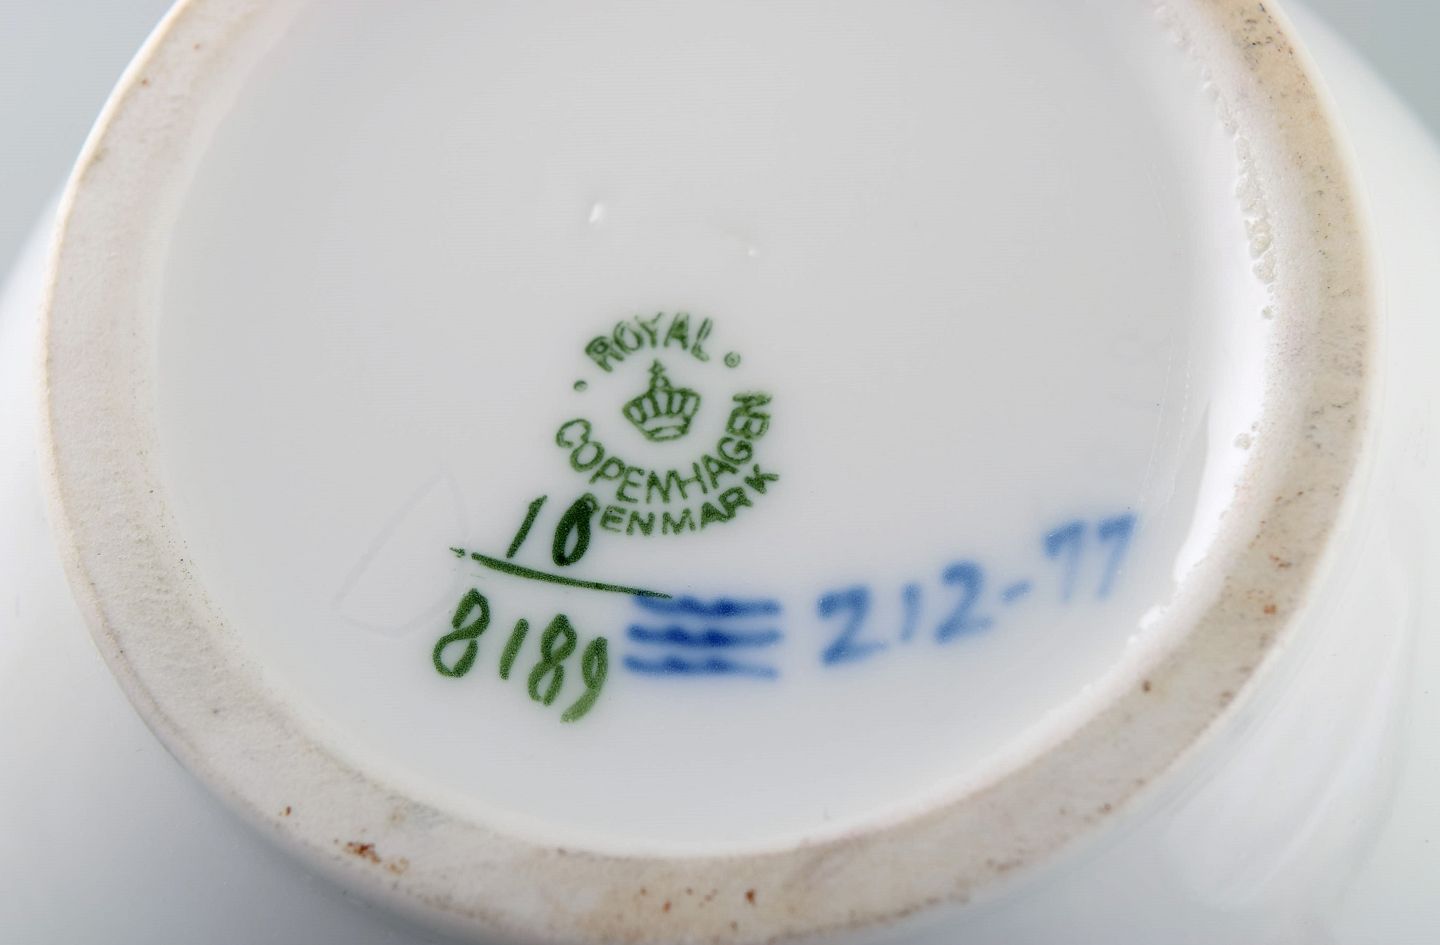 ROYAL
COPENHAGEN
DENMARK
10
8189
212-77